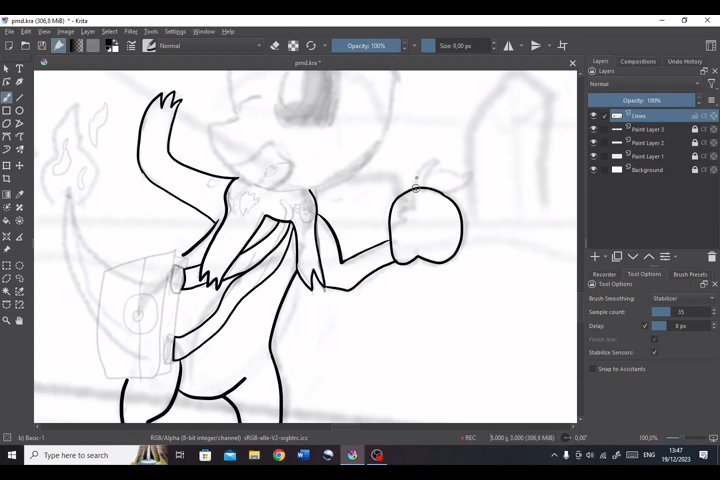 pmd.kra (306,8 MiB) * - Krita
File Edit View Image Layer Select Filter Tools Settings Window Help
Normal Opacity: 100% Size: 9,00 px
pmd.kra *
Layers Compositions Undo History
Layers
Normal
Opacity: 100%
Lines
Paint Layer 3
Paint Layer 2
Paint Layer 1
Background
Recorder Tool Options Brush Presets
Tool Options
Brush Smoothing: Stabilizer
Sample count: 35
Delay: 8 px
Finish line:
Stabilize Sensors:
Snap to Assistants
b) Basic-1 RGB/Alpha (8-bit integer/channel) sRGB-elle-V2-srgbtrc.icc REC 3.000 x 3.000 (306,8 MiB) 0,00° 100,0%
Type here to search ENG 13:47
19/12/2023